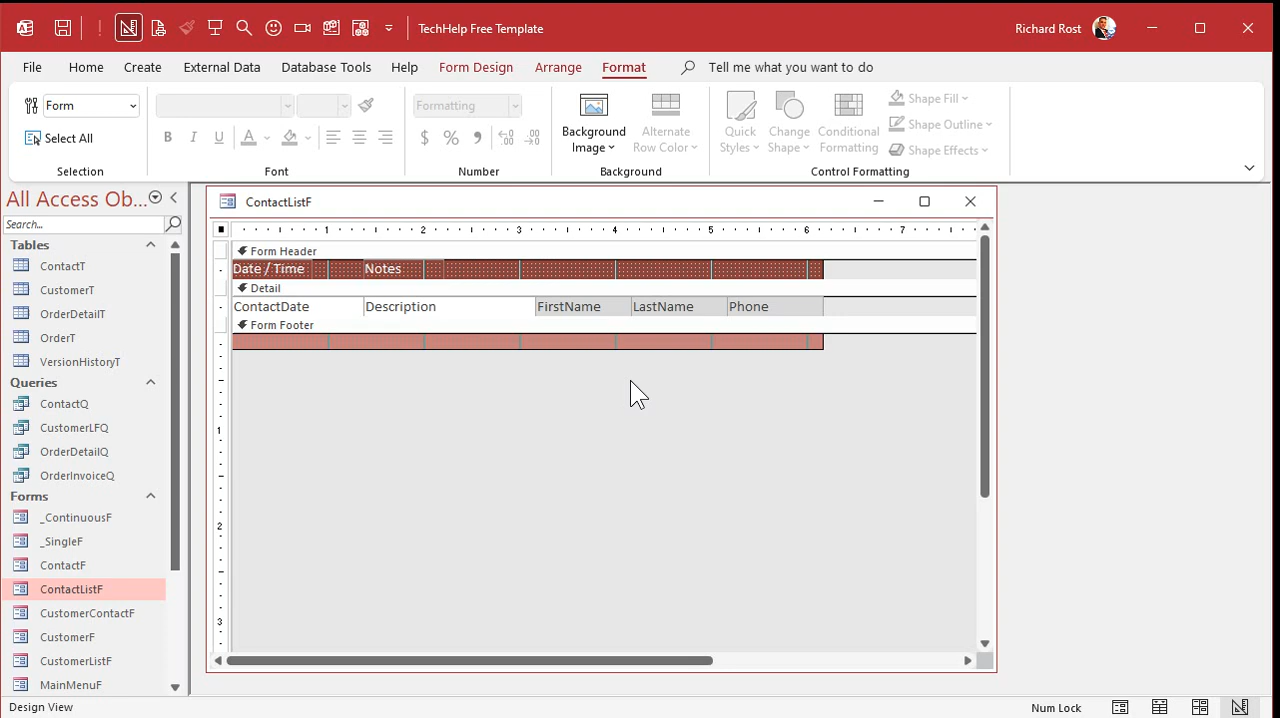 TechHelp Free Template
Richard Rost
File Home Create External Data Database Tools Help Form Design Arrange Format Tell me what you want to do
Form
Select All
Selection
B I U A
Font
Formatting
$ % 9
Number
Background Image
Alternate Row Color
Background
Quick Styles
Change Shape
Conditional Formatting
Shape Fill
Shape Outline
Shape Effects
Control Formatting
All Access Ob...
Search...
Tables
ContactT
CustomerT
OrderDetailT
OrderT
VersionHistoryT
Queries
ContactQ
CustomerLFQ
OrderDetailQ
OrderInvoiceQ
Forms
_ContinuousF
_SingleF
ContactF
ContactListF
CustomerContactF
CustomerF
CustomerListF
MainMenuF
ContactListF
1 2 3 4 5 6 7
Form Header
Date / Time Notes
Detail
ContactDate Description FirstName LastName Phone
Form Footer
1
2
3
Design View
Num Lock